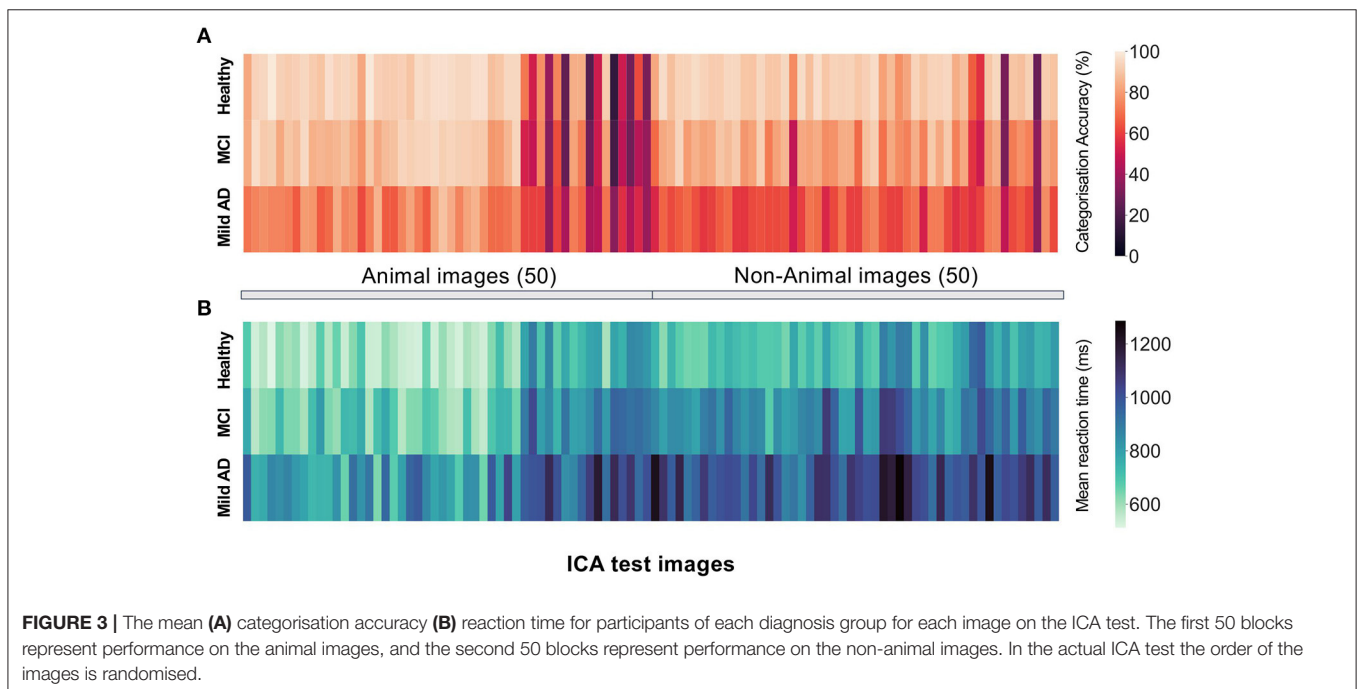 A
Healthy
MCI
Mild AD
100
80
60
40
20
0
Categorisation Accuracy (%)
Animal images (50)
Non-Animal images (50)
B
Healthy
MCI
Mild AD
1200
1000
800
600
Mean reaction time (ms)
ICA test images
FIGURE 3 | The mean (A) categorisation accuracy (B) reaction time for participants of each diagnosis group for each image on the ICA test. The first 50 blocks
represent performance on the animal images, and the second 50 blocks represent performance on the non-animal images. In the actual ICA test the order of the
images is randomised.